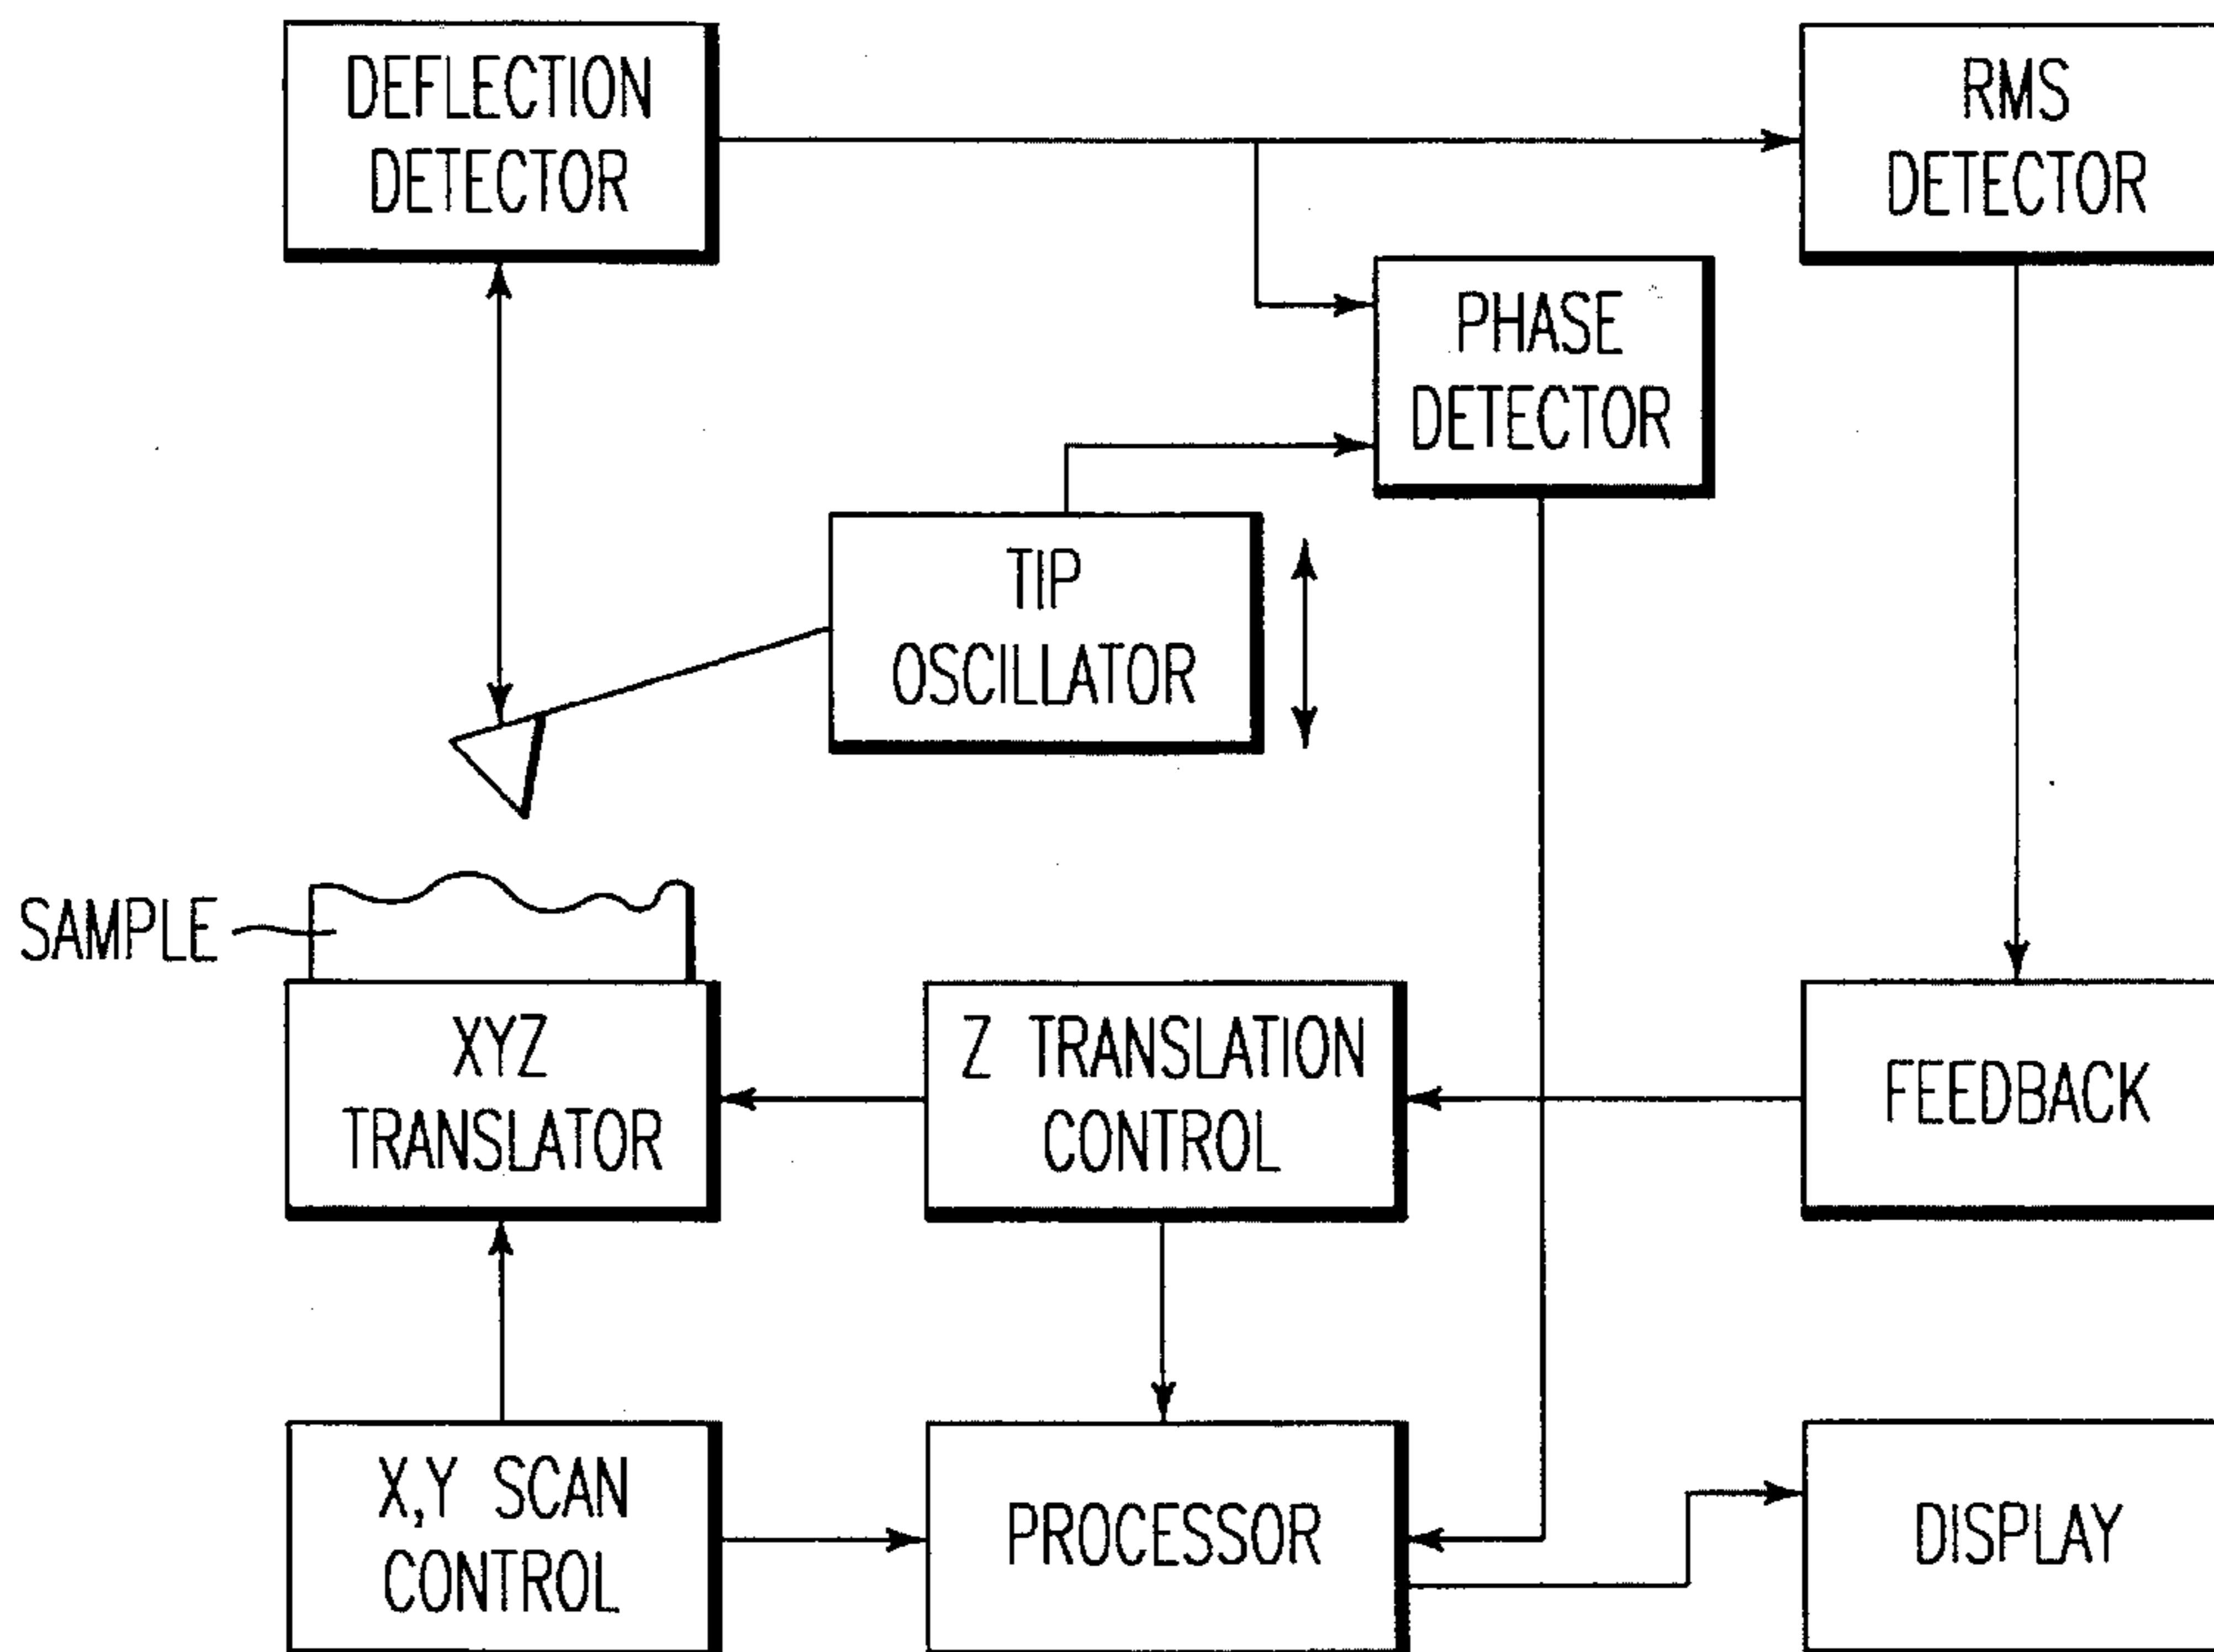 DEFLECTION
DETECTOR
RMS
DETECTOR
PHASE
DETECTOR
TIP
OSCILLATOR
SAMPLE
XYZ
TRANSLATOR
Z TRANSLATION
CONTROL
FEEDBACK
X,Y SCAN
CONTROL
PROCESSOR
DISPLAY